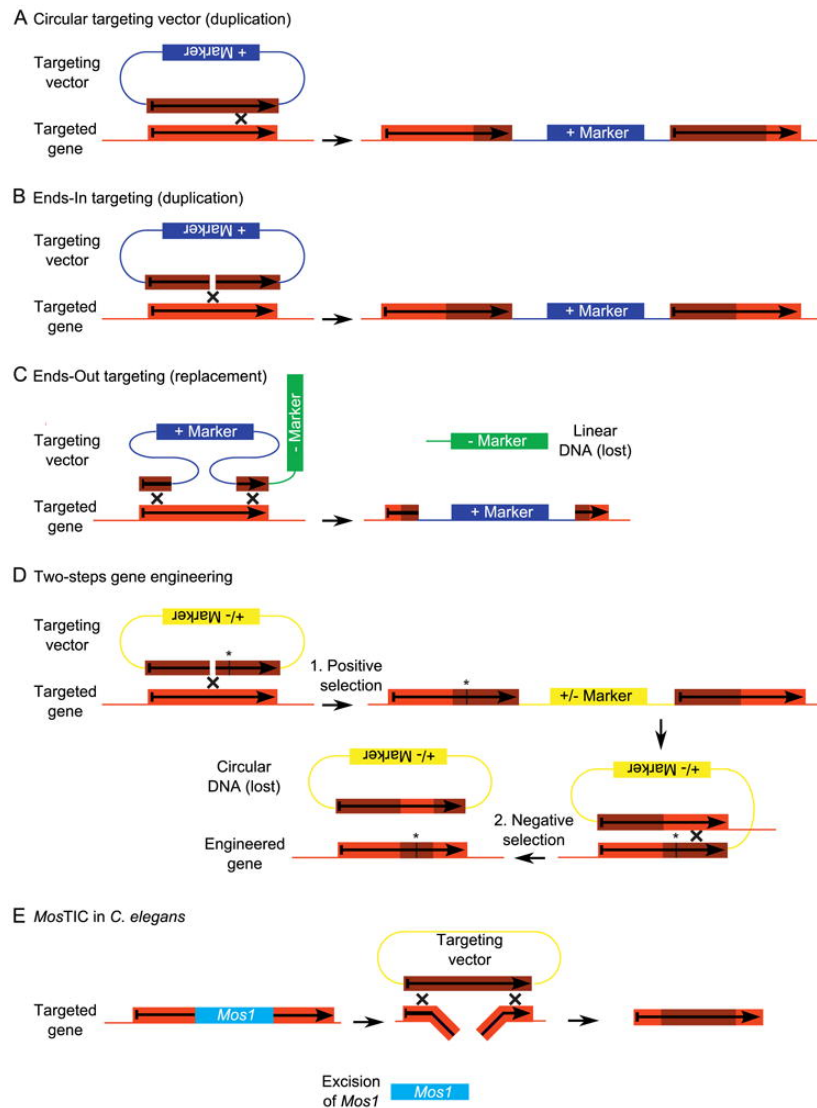 A Circular targeting vector (duplication)
+ Marker
Targeting
vector
Targeted
gene
+ Marker
B Ends-In targeting (duplication)
+ Marker
Targeting
vector
Targeted
gene
+ Marker
C Ends-Out targeting (replacement)
- Marker
+ Marker
Targeting
vector
- Marker
Linear
DNA (lost)
Targeted
gene
+ Marker
D Two-steps gene engineering
+/- Marker
Targeting
vector
*
1. Positive
selection
Targeted
gene
*
+/- Marker
+/- Marker
Circular
DNA (lost)
+/- Marker
2. Negative
selection
Engineered
gene
*
*
E MosTIC in C. elegans
Targeting
vector
Targeted
gene
Mos1
Excision
of Mos1
Mos1